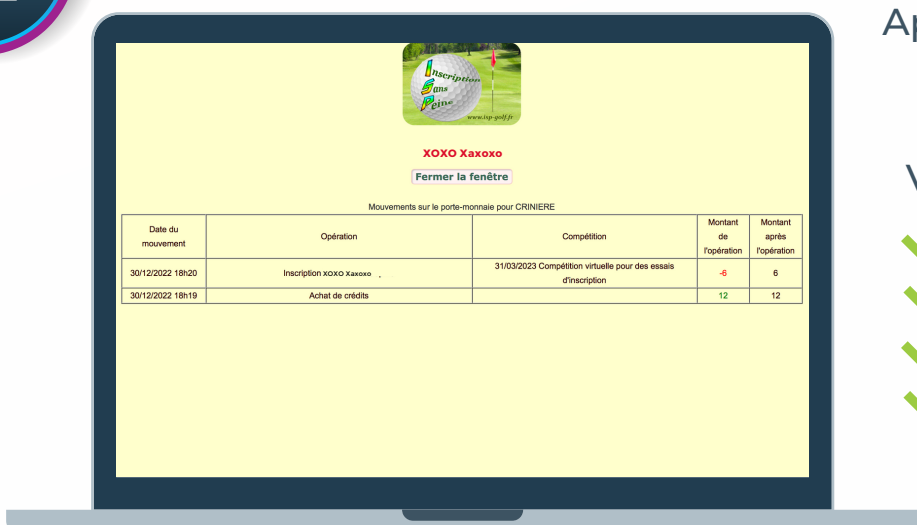 Inscription
Sans
Peine
www.isp-golf.fr
XOXO Xaxoxo
Fermer la fenêtre
Mouvements sur le porte-monnaie pour CRINIERE
Date du mouvement
Opération
Compétition
Montant de l'opération
Montant après l'opération
30/12/2022 18h20
Inscription XOXO Xaxoxo .
31/03/2023 Compétition virtuelle pour des essais
d'inscription
-6
6
30/12/2022 18h19
Achat de crédits
12
12